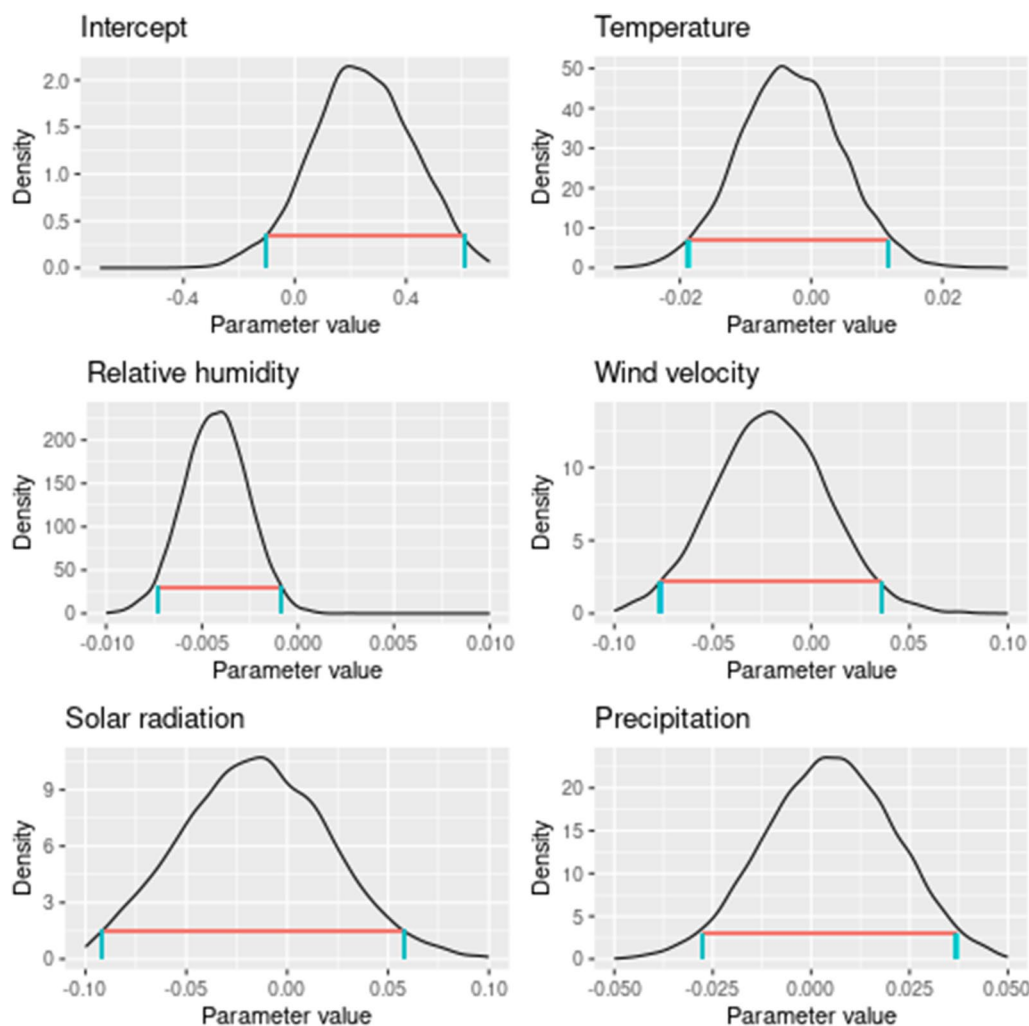 Intercept
Density
2.0
1.5
1.0
0.5
0.0
-0.4 0.0 0.4
Parameter value
Temperature
Density
50
40
30
20
10
0
-0.02 0.00 0.02
Parameter value
Relative humidity
Density
200
150
100
50
0
-0.010 -0.005 0.000 0.005 0.010
Parameter value
Wind velocity
Density
10
5
0
-0.10 -0.05 0.00 0.05 0.10
Parameter value
Solar radiation
Density
9
6
3
0
-0.10 -0.05 0.00 0.05 0.10
Parameter value
Precipitation
Density
20
15
10
5
0
-0.050 -0.025 0.000 0.025 0.050
Parameter value